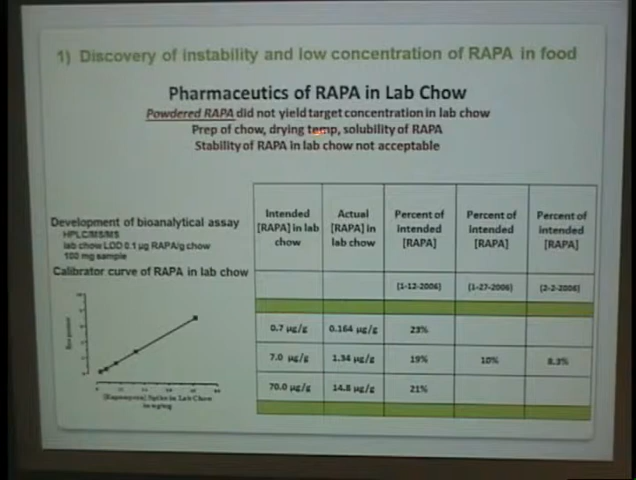 1) Discovery of instability and low concentration of RAPA in food
Pharmaceutics of RAPA in Lab Chow
Powdered RAPA did not yield target concentration in lab chow
Prep of chow, drying temp, solubility of RAPA
Stability of RAPA in lab chow not acceptable
Development of bioanalytical assay
HPLC/MS/MS
lab chow LOD 0.1 µg RAPA/g chow
100 mg sample
Calibrator curve of RAPA in lab chow
[Rapamycin] Spike in Lab Chow
Intended [RAPA] in lab chow
Actual [RAPA] in lab chow
Percent of intended [RAPA]
Percent of intended [RAPA]
Percent of intended [RAPA]
(1-12-2006) (1-27-2006) (2-2-2006)
0.7 µg/g 0.164 µg/g 23%
7.0 µg/g 1.34 µg/g 19% 10% 8.3%
70.0 µg/g 14.8 µg/g 21%